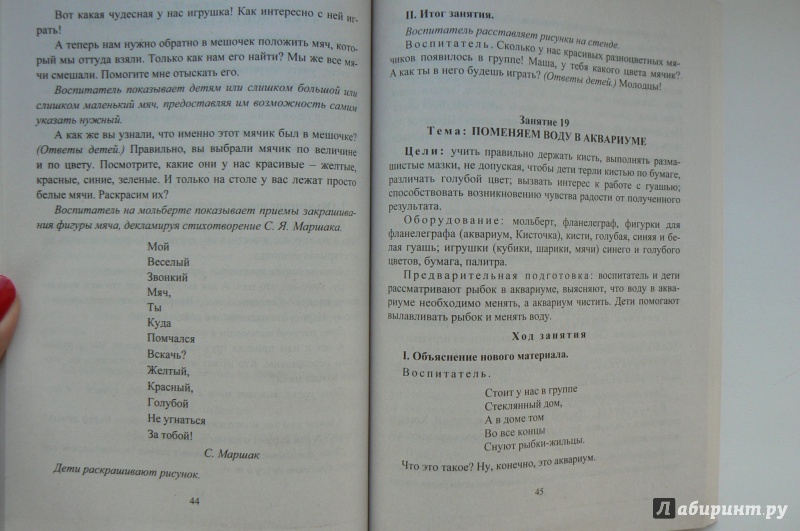 Вот какая чудесная у нас игрушка! Как интересно с ней иг-
рать!
А теперь нам нужно обратно в мешочек положить мяч, кото-
рый мы оттуда взяли. Только как нам его найти? Мы же все мя-
чи смешали. Помогите мне отыскать его.
Воспитатель показывает детям или слишком большой или
слишком маленький мяч, предоставляя им возможность самим
указать нужный.
А как же вы узнали, что именно этот мячик был в мешочке?
(Ответы детей.) Правильно, вы выбрали мячик по величине
и по цвету. Посмотрите, какие они у нас красивые – желтые,
красные, синие, зеленые. И только на столе у вас лежат просто
белые мячи. Раскрасим их?
Воспитатель на мольберте показывает приемы закрашива-
ния фигуры мяча, декламируя стихотворение С. Я. Маршака.
Мой
Веселый
Звонкий
Мяч,
Ты
Куда
Помчался
Вскачь?
Желтый,
Красный,
Голубой
Не угнаться
За тобой!
С. Маршак
Дети раскрашивают рисунок.
44
II. Итог занятия.
Воспитатель расставляет рисунки на стенде.
Воспитатель. Сколько у нас красивых разноцветных мя-
чиков появилось в группе! Маша, у тебя какого цвета мячик?
А как ты в него будешь играть? (Ответы детей.) Молодцы!
Занятие 19
Тема: ПОМЕНЯЕМ ВОДУ В АКВАРИУМЕ
Цели: учить правильно держать кисть, выполнять разма-
шистые мазки, не допуская, чтобы дети терли кистью по бумаге,
различать голубой цвет; вызвать интерес к работе с гуашью;
способствовать возникновению чувства радости от полученного
результата.
Оборудование: мольберт, фланелеграф, фигурки для
фланелеграфа (аквариум, Кисточка), кисти, голубая, синяя и бе-
лая гуашь; игрушки (кубики, шарики, мячи) синего и голубого
цветов, бумага, палитра.
Предварительная подготовка: воспитатель и дети
рассматривают рыбок в аквариуме, выясняют, что воду в аква-
риуме необходимо менять, а аквариум чистить. Дети помогают
вылавливать рыбок и менять воду.
Ход занятия
I. Объяснение нового материала.
Воспитатель.
Стоит у нас в группе
Стеклянный дом,
А в доме том
Во все концы
Снуют рыбки-жильцы.
Что это такое? Ну, конечно, это аквариум.
45
Лабиринт.ру